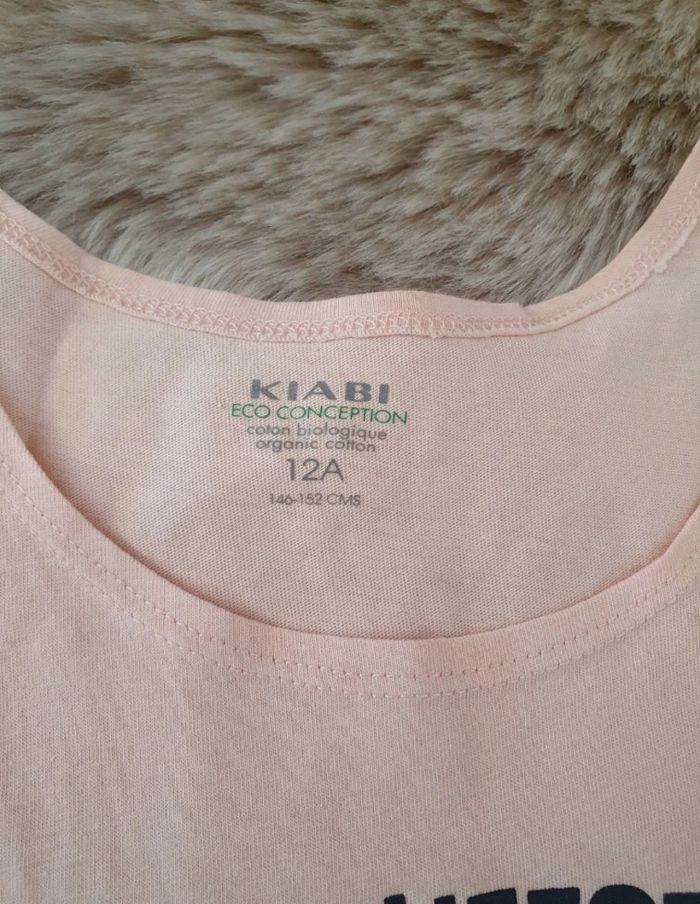 KIABI
ECO CONCEPTION
coton biologique
organic cotton
12A
146-152 CMS